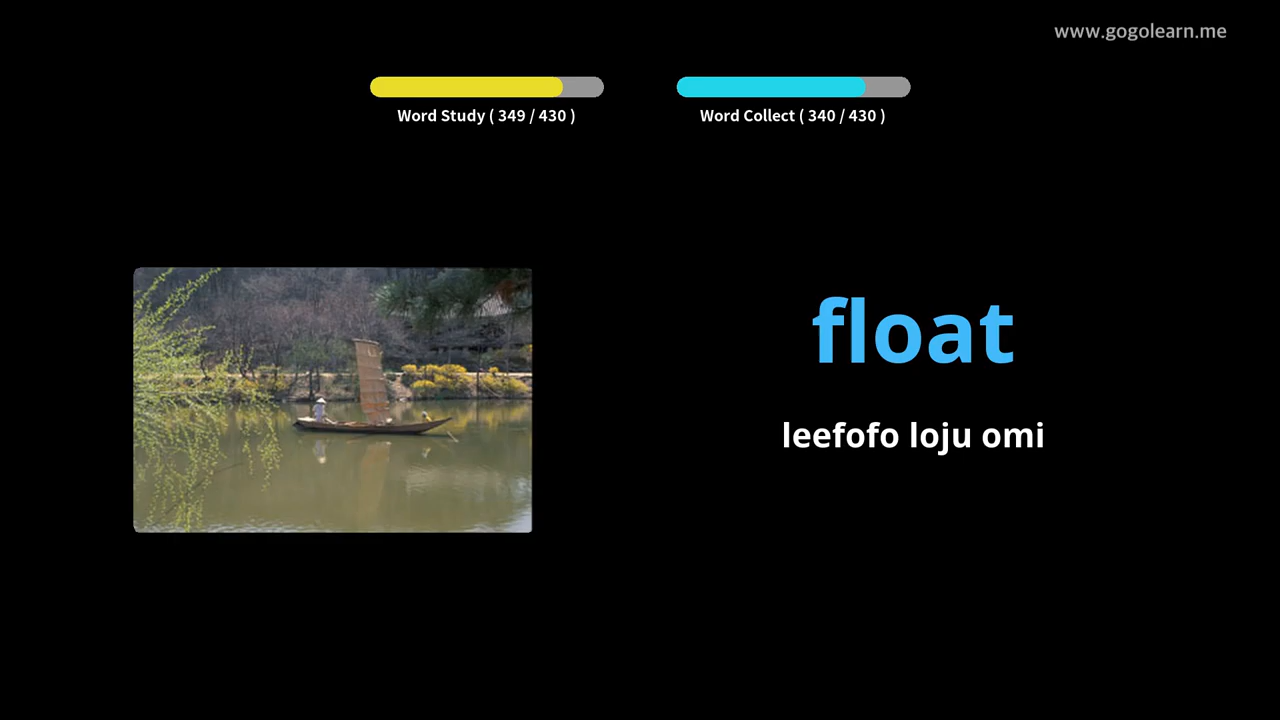 www.gogolearn.me
Word Study ( 349 / 430 )
Word Collect ( 340 / 430 )
float
leefofo loju omi